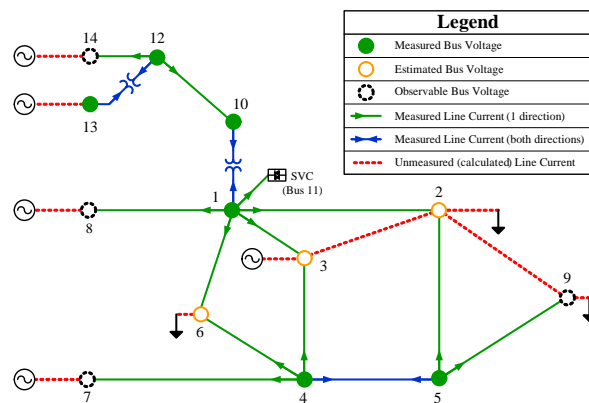 Legend
Measured Bus Voltage
Estimated Bus Voltage
Observable Bus Voltage
Measured Line Current (1 direction)
Measured Line Current (both directions)
Unmeasured (calculated) Line Current
14
12
13
10
SVC
(Bus 11)
1
2
8
3
9
6
7
4
5